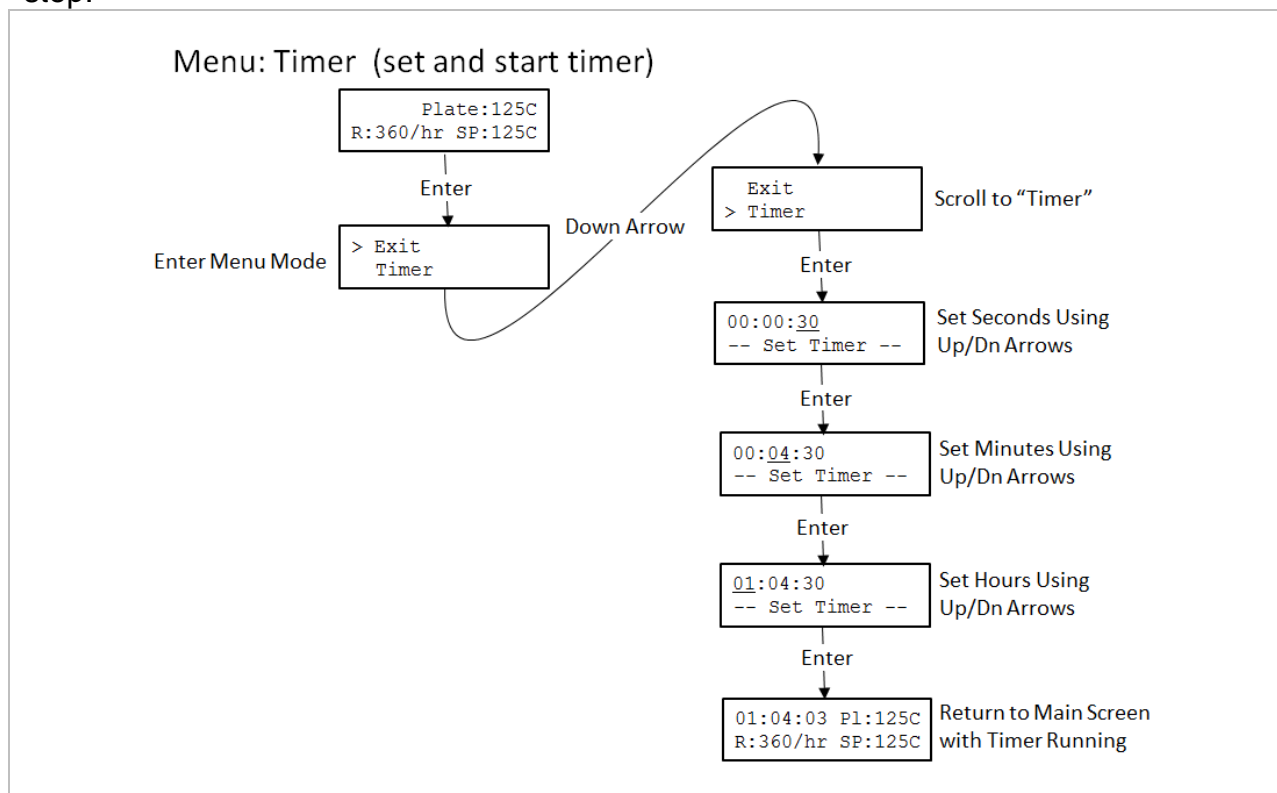 step.
Menu: Timer (set and start timer)
Plate:125C
R:360/hr SP:125C
Enter
Enter Menu Mode
> Exit
Timer
Down Arrow
Exit
> Timer
Scroll to “Timer”
Enter
00:00:30
-- Set Timer --
Set Seconds Using
Up/Dn Arrows
Enter
00:04:30
-- Set Timer --
Set Minutes Using
Up/Dn Arrows
Enter
01:04:30
-- Set Timer --
Set Hours Using
Up/Dn Arrows
Enter
01:04:03 Pl:125C
R:360/hr SP:125C
Return to Main Screen
with Timer Running